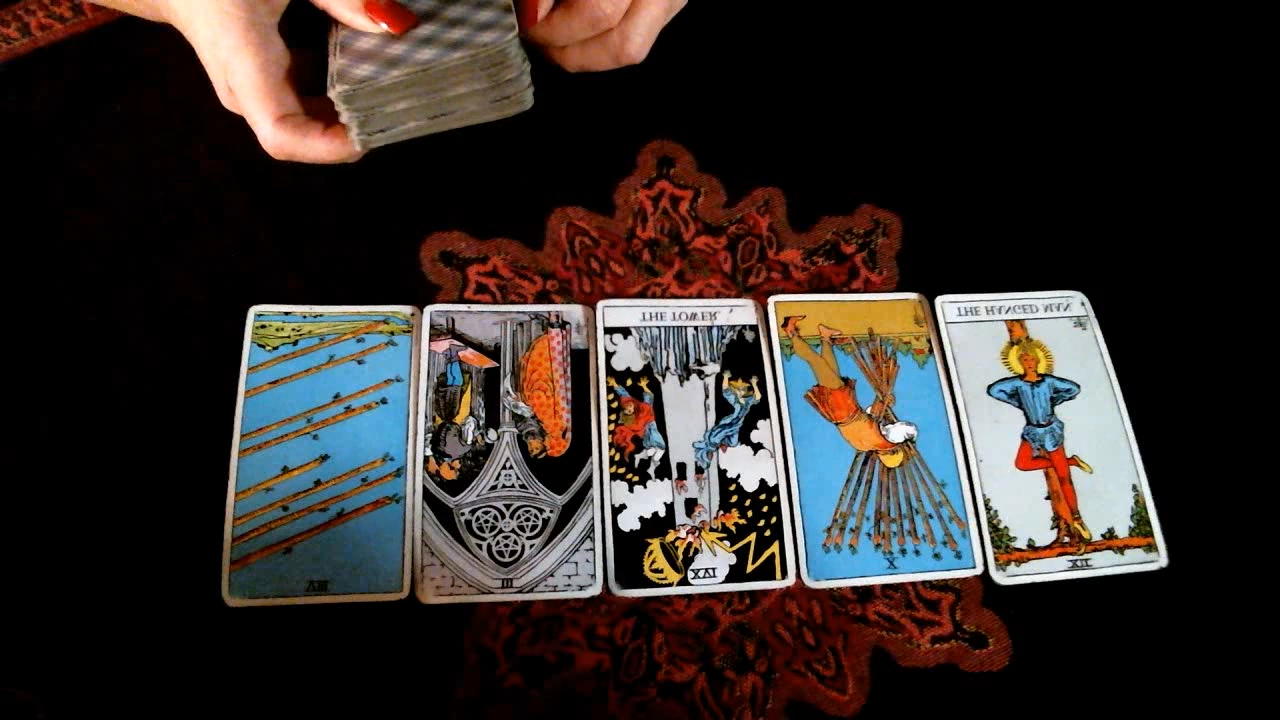 THE TOWER.
THE HANGED MAN
VIII
III
XVI
X
XII